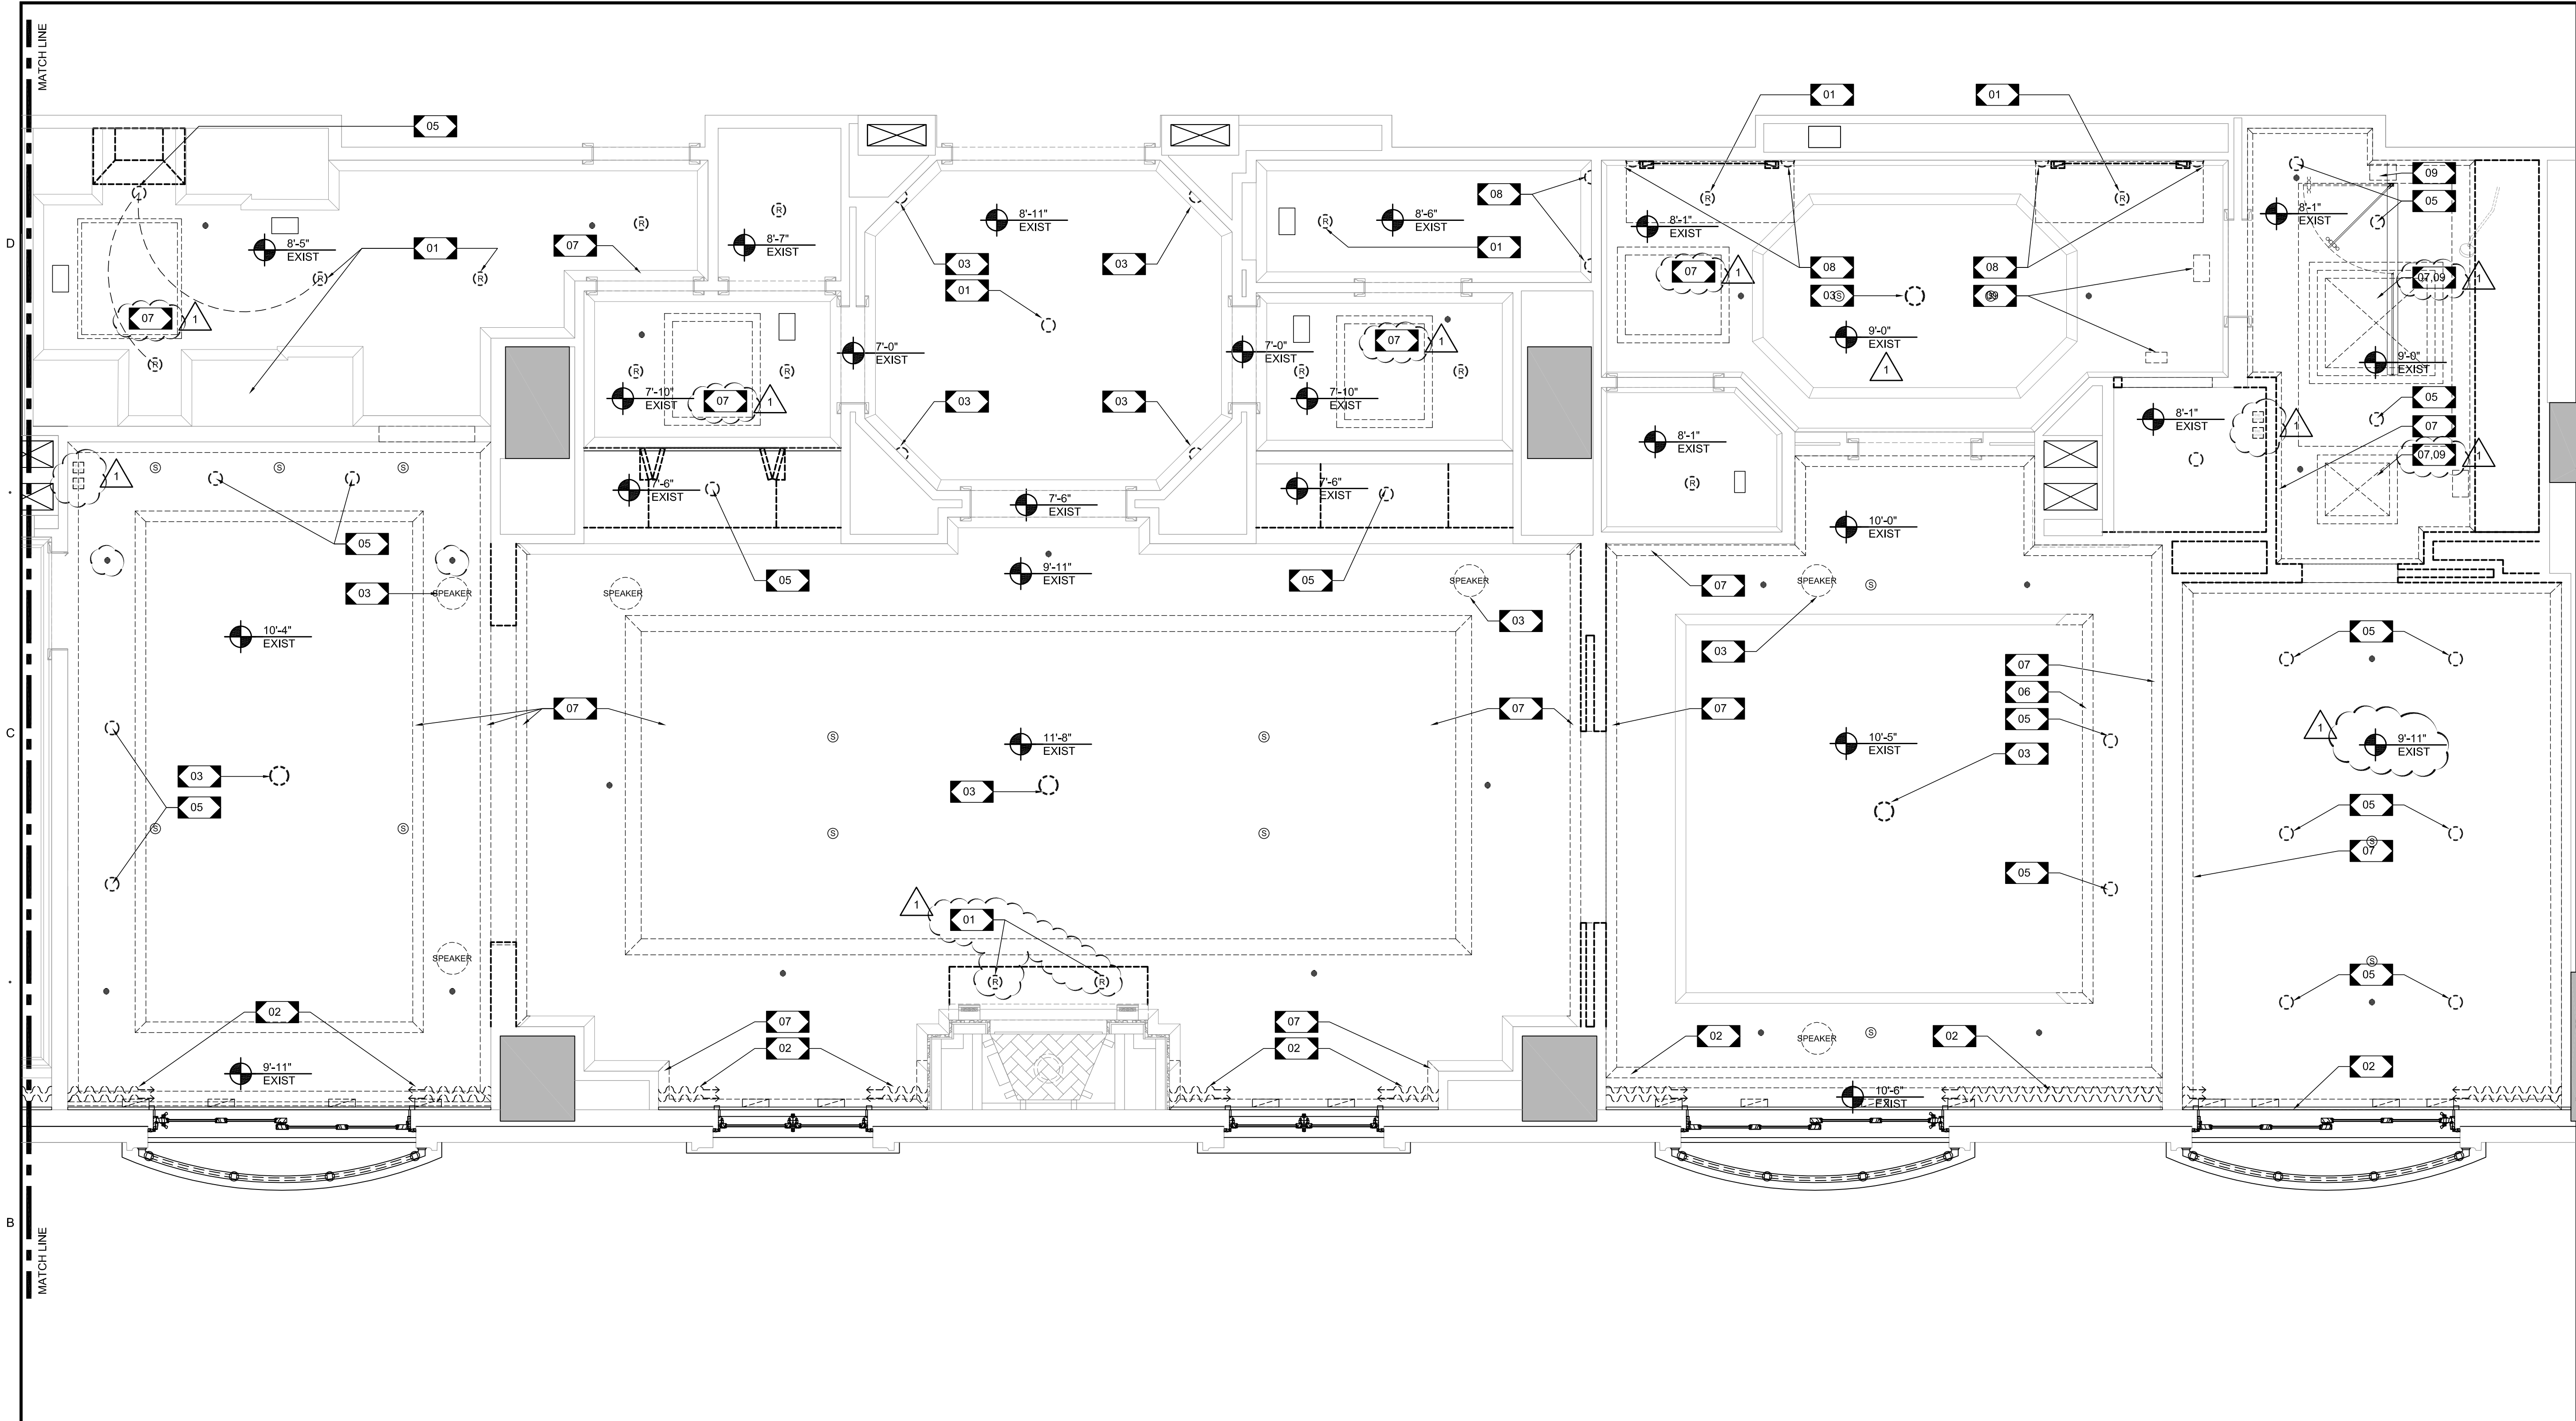 MATCH LINE
01
01
05
09
05
8'-5"
EXIST
01
07
R
R
R
R
R
8'-7"
EXIST
8'-11"
EXIST
03
01
03
8'-6"
EXIST
R
08
01
8'-1"
EXIST
R
R
07
1
08
03
S
08
09
S
9'-0"
EXIST
1
8'-1"
EXIST
07,09
1
9'-0"
EXIST
07
1
7'-0"
EXIST
7'-0"
EXIST
R
R
7'-10"
EXIST
07
1
R
R
7'-10"
EXIST
07
1
03
03
03
03
8'-1"
EXIST
R
8'-1"
EXIST
1
05
07
07,09
1
D
1
S
S
S
7'-6"
EXIST
7'-6"
EXIST
7'-6"
EXIST
10'-0"
EXIST
05
03
SPEAKER
SPEAKER
05
9'-11"
EXIST
05
SPEAKER
03
07
SPEAKER
S
03
10'-4"
EXIST
07
07
07
07
06
05
03
05
05
C
S
S
11'-8"
EXIST
03
10'-5"
EXIST
1
9'-11"
EXIST
03
05
S
S
S
S
05
S
07
1
01
R
R
SPEAKER
S
05
02
07
02
07
02
02
SPEAKER
S
02
9'-11"
EXIST
10'-6"
EXIST
02
B
MATCH LINE